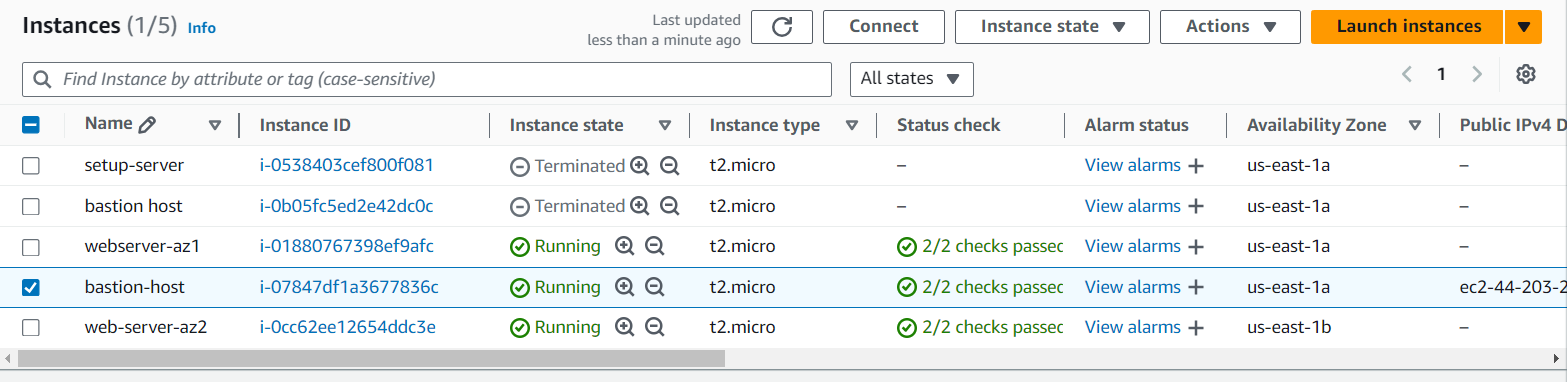 Instances (1/5) Info
Last updated
less than a minute ago
Connect
Instance state
Actions
Launch instances
Find Instance by attribute or tag (case-sensitive)
All states
1
Name Instance ID Instance state Instance type Status check Alarm status Availability Zone Public IPv4 D
setup-server i-0538403cef800f081 Terminated t2.micro – View alarms + us-east-1a –
bastion host i-0b05fc5ed2e42dc0c Terminated t2.micro – View alarms + us-east-1a –
webserver-az1 i-01880767398ef9afc Running t2.micro 2/2 checks passed View alarms + us-east-1a –
bastion-host i-07847df1a3677836c Running t2.micro 2/2 checks passed View alarms + us-east-1a ec2-44-203-2
web-server-az2 i-0cc62ee12654ddc3e Running t2.micro 2/2 checks passed View alarms + us-east-1b –